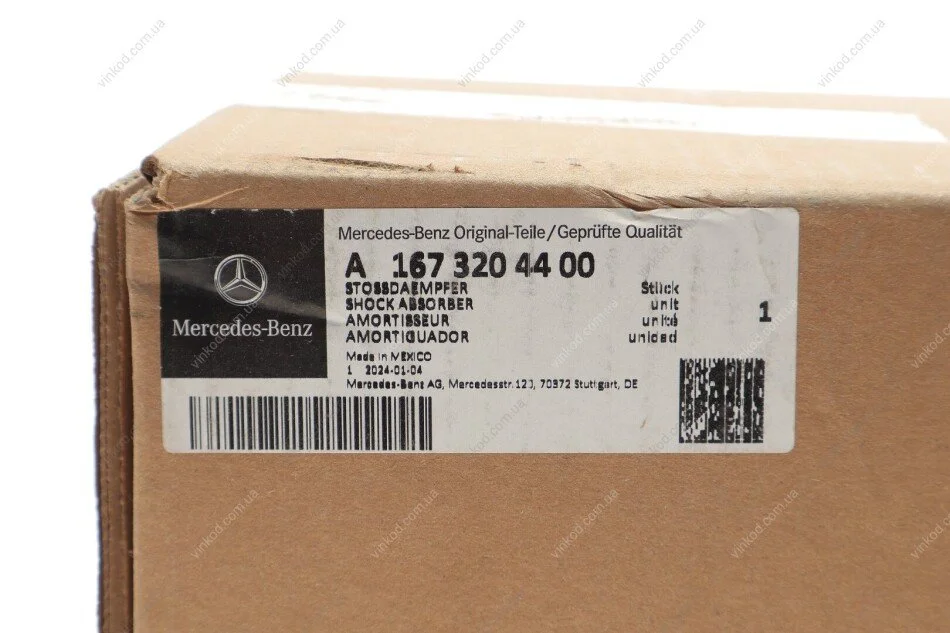 Mercedes-Benz Original-Teile/Geprüfte Qualität
A 167 320 44 00
STOSSDAEMPFER Stück
SHOCK ABSORBER unit
AMORTISSEUR unité
AMORTIGUADOR unidad
1
Made in MEXICO
1 2024-01-04
Mercedes-Benz AG, Mercedesstr. 120, 70372 Stuttgart, DE
Mercedes-Benz
vinkod.com.ua